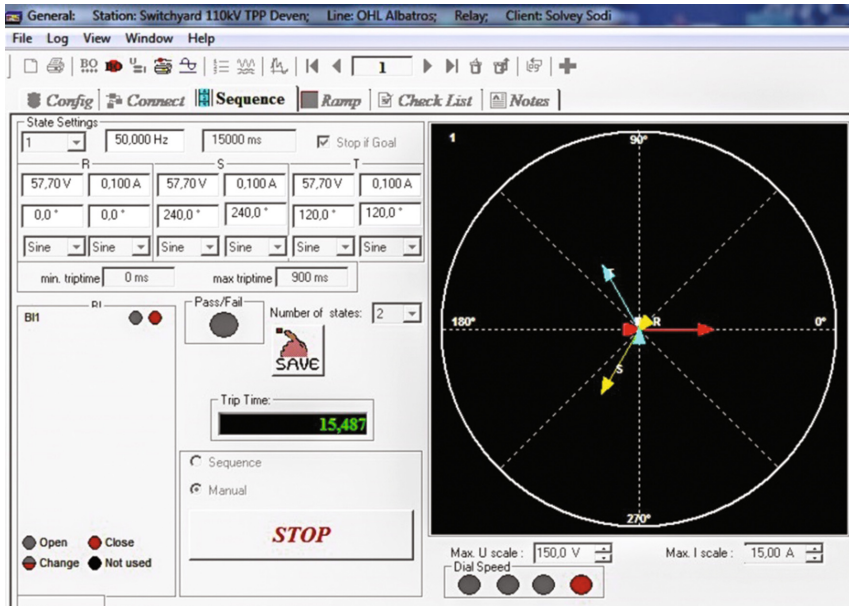 General: Station: Switchyard 110kV TPP Deven; Line: OHL Albatros; Relay; Client: Solvey Sodi
File Log View Window Help
BO
1
Config Connect Sequence Ramp Check List Notes
State Settings
1 50,000 Hz 15000 ms Stop if Goal
R S T
57,70 V 0,100 A 57,70 V 0,100 A 57,70 V 0,100 A
0,0 ° 0,0 ° 240,0 ° 240,0 ° 120,0 ° 120,0 °
Sine Sine Sine Sine Sine Sine
min. triptime 0 ms max triptime 900 ms
BI
BI1
Pass/Fail
Number of states: 2
SAVE
Trip Time:
15,487
Sequence
Manual
STOP
Open Close
Change Not used
1
90°
180°
0°
270°
R
S
Max. U scale : 150,0 V Max. I scale : 15,00 A
Dial Speed